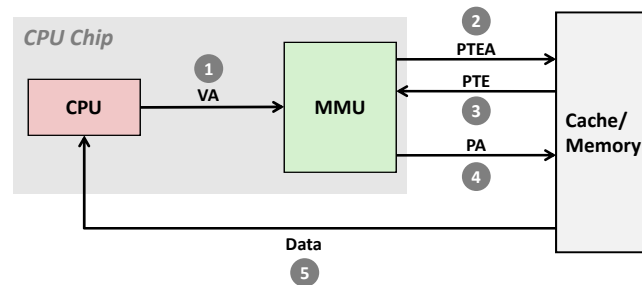 CPU Chip
2
PTEA
1
VA
CPU
MMU
PTE
3
Cache/
Memory
PA
4
Data
5